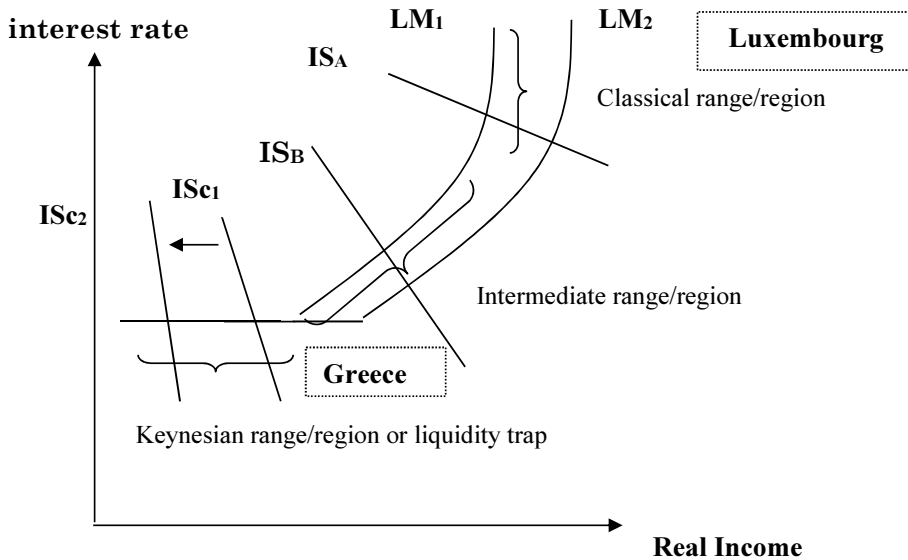 LM1 LM2
interest rate
Luxembourg
ISA
Classical range/region
ISB
ISc1
ISc2
Intermediate range/region
Greece
Keynesian range/region or liquidity trap
Real Income